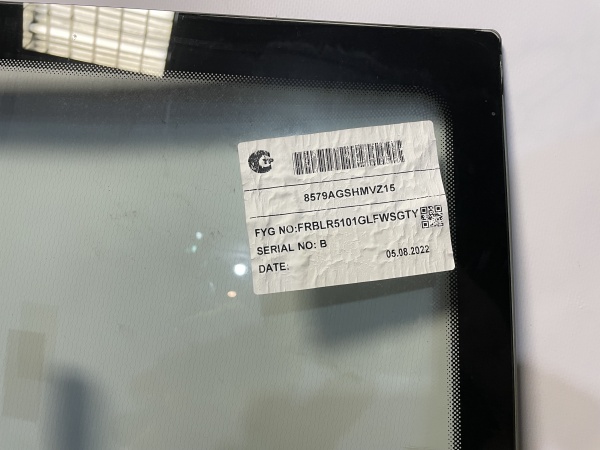 8579AGSHMVZ15
FYG NO:FRBLR5101GLFWSGTY
SERIAL NO: B
DATE: 05.08.2022